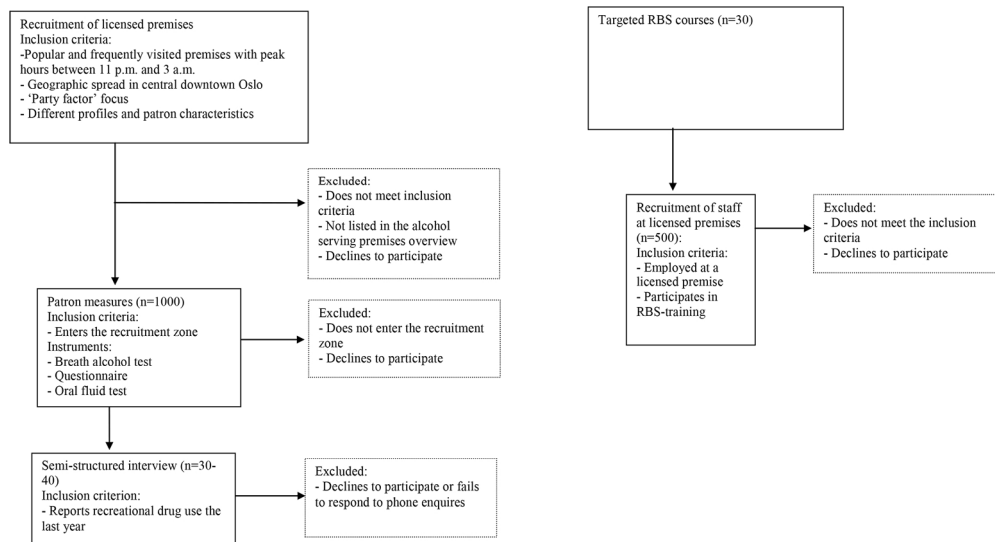 Recruitment of licensed premises
Inclusion criteria:
-Popular and frequently visited premises with peak
hours between 11 p.m. and 3 a.m.
- Geographic spread in central downtown Oslo
- ‘Party factor’ focus
- Different profiles and patron characteristics
Excluded:
- Does not meet inclusion
criteria
- Not listed in the alcohol
serving premises overview
- Declines to participate
Patron measures (n=1000)
Inclusion criteria:
- Enters the recruitment zone
Instruments:
- Breath alcohol test
- Questionnaire
- Oral fluid test
Excluded:
- Does not enter the recruitment
zone
- Declines to participate
Semi-structured interview (n=30-
40)
Inclusion criterion:
- Reports recreational drug use the
last year
Excluded:
- Declines to participate or fails
to respond to phone enquires
Targeted RBS courses (n=30)
Recruitment of staff
at licensed premises
(n=500):
Inclusion criteria:
- Employed at a
licensed premise
- Participates in
RBS-training
Excluded:
- Does not meet the inclusion
criteria
- Declines to participate